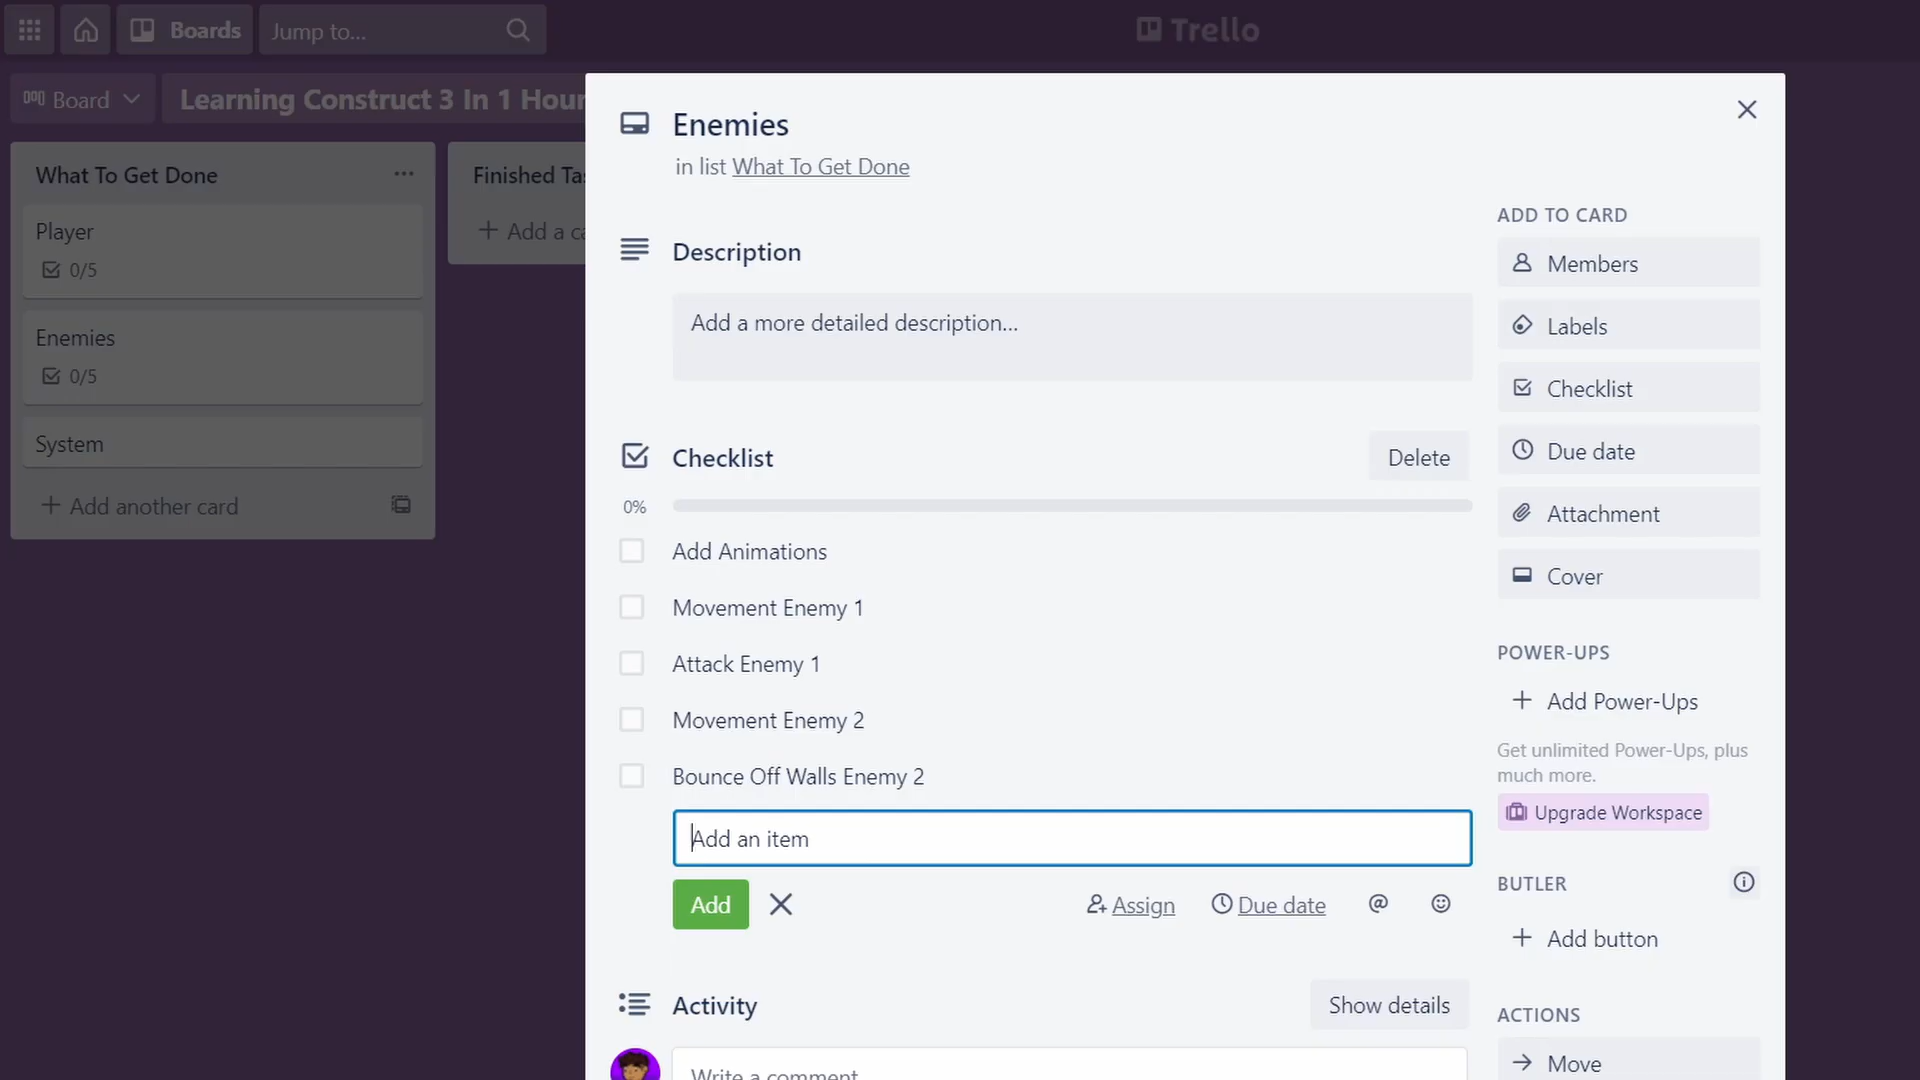 Boards
Jump to...
Trello
Board
Learning Construct 3 In 1 Hour
What To Get Done
Player
0/5
Enemies
0/5
System
Add another card
Finished Ta
Add a ca
Enemies
in list What To Get Done
Description
Add a more detailed description...
Checklist
Delete
0%
Add Animations
Movement Enemy 1
Attack Enemy 1
Movement Enemy 2
Bounce Off Walls Enemy 2
Add an item
Add
Assign
Due date
@
Activity
Show details
Write a comment
ADD TO CARD
Members
Labels
Checklist
Due date
Attachment
Cover
POWER-UPS
Add Power-Ups
Get unlimited Power-Ups, plus
much more.
Upgrade Workspace
BUTLER
Add button
ACTIONS
Move